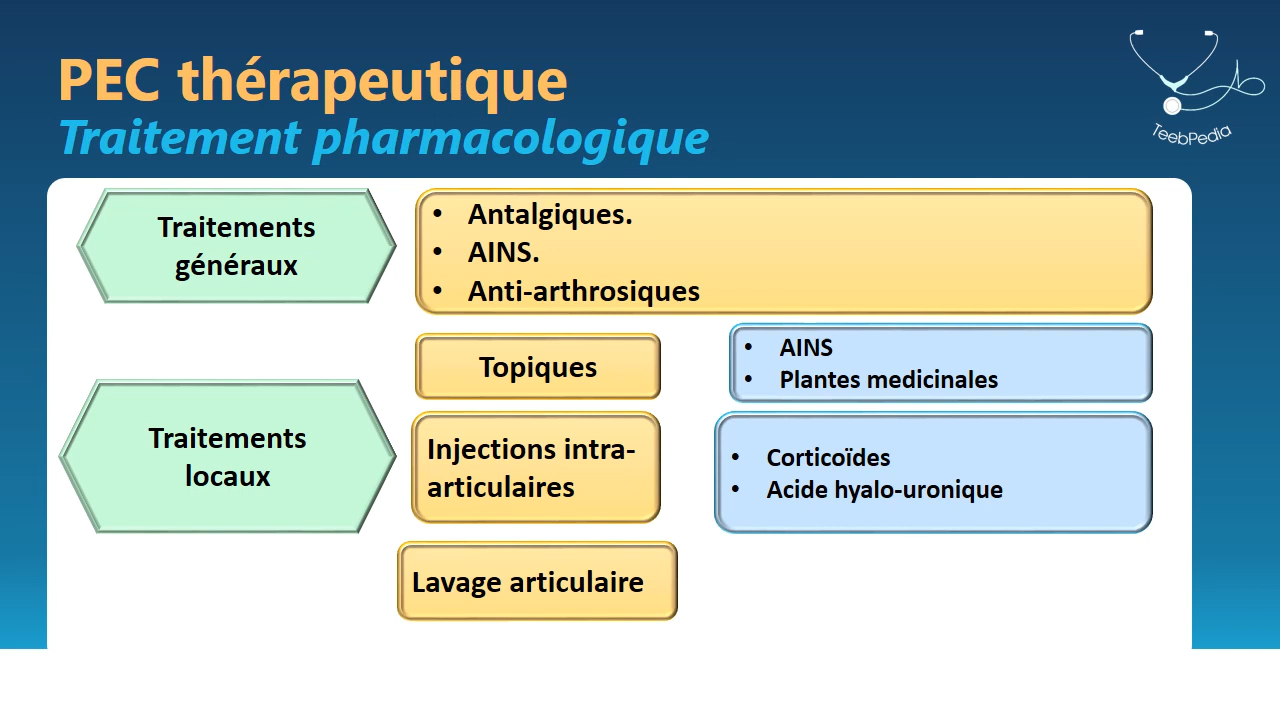 PEC thérapeutique
Traitement pharmacologique
TeebPedia
Traitements
généraux
• Antalgiques.
• AINS.
• Anti-arthrosiques
Traitements
locaux
Topiques
• AINS
• Plantes medicinales
Injections intra-
articulaires
• Corticoïdes
• Acide hyalo-uronique
Lavage articulaire